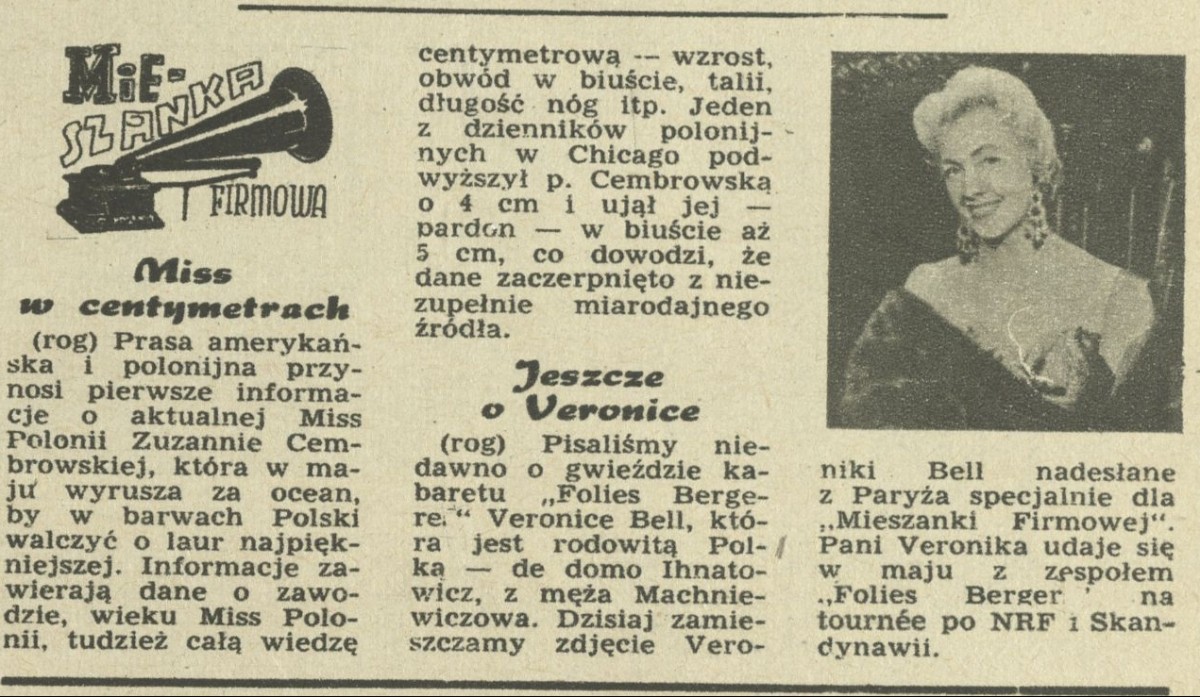 MIE-
SZANKA
FIRMOWA
Miss
w centymetrach
(rog) Prasa amerykań-
ska i polonijna przy-
nosi pierwsze informa-
cje o aktualnej Miss
Polonii Zuzannie Cem-
browskiej, która w ma-
ju wyrusza za ocean,
by w barwach Polski
walczyć o laur najpięk-
niejszej. Informacje za-
wierają dane o zawo-
dzie, wieku Miss Polo-
nii, tudzież całą wiedzę
centymetrową — wzrost,
obwód w biuście, talii,
długość nóg itp. Jeden
z dzienników polonij-
nych w Chicago pod-
wyższył p. Cembrowską
o 4 cm i ujął jej —
pardon — w biuście aż
5 cm, co dowodzi, że
dane zaczerpnięto z nie-
zupełnie miarodajnego
źródła.
Jeszcze
o Veronice
(rog) Pisaliśmy nie-
dawno o gwieździe ka-
baretu „Folies Berge-
re" Veronice Bell, któ-
ra jest rodowitą Pol-
ką — de domo Ihnato-
wicz, z męża Machnie-
wiczowa. Dzisiaj zamie-
szczamy zdjęcie Vero-
niki Bell nadesłane
z Paryża specjalnie dla
„Mieszanki Firmowej".
Pani Veronika udaje się
w maju z zespołem
„Folies Berger" na
tournée po NRF i Skan-
dynawii.